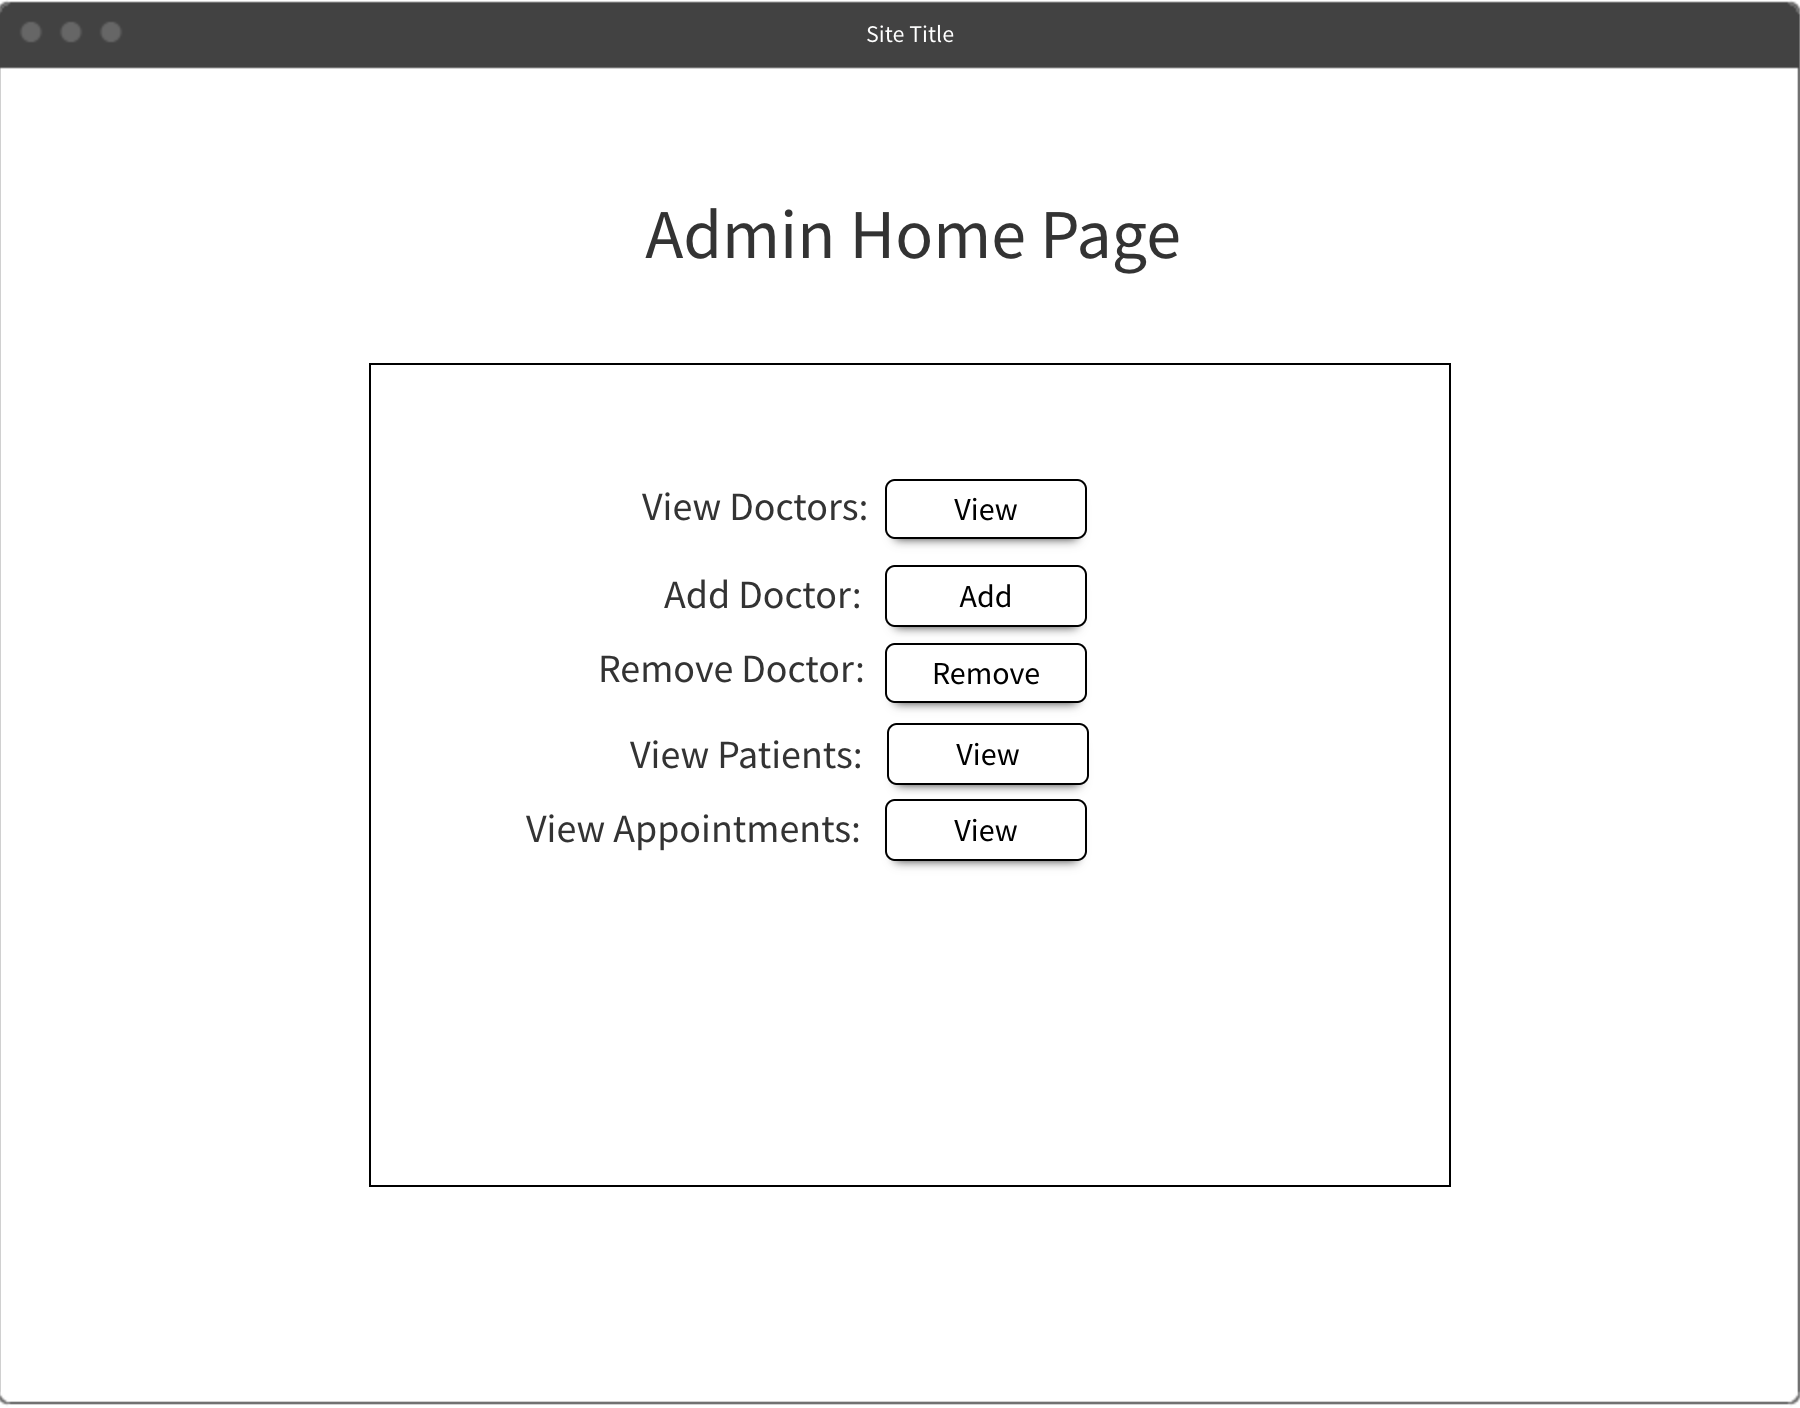 Site Title
Admin Home Page
View Doctors: View
Add Doctor: Add
Remove Doctor: Remove
View Patients: View
View Appointments: View